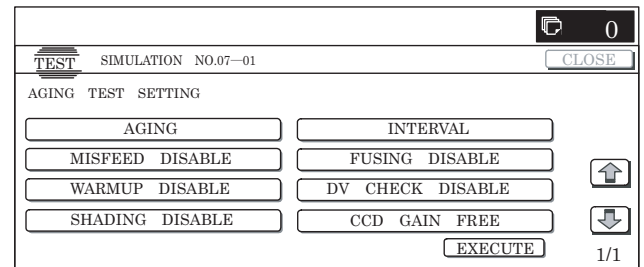 0
TEST SIMULATION NO.07—01 CLOSE
AGING TEST SETTING
AGING INTERVAL
MISFEED DISABLE FUSING DISABLE
WARMUP DISABLE DV CHECK DISABLE
SHADING DISABLE CCD GAIN FREE
EXECUTE 1/1